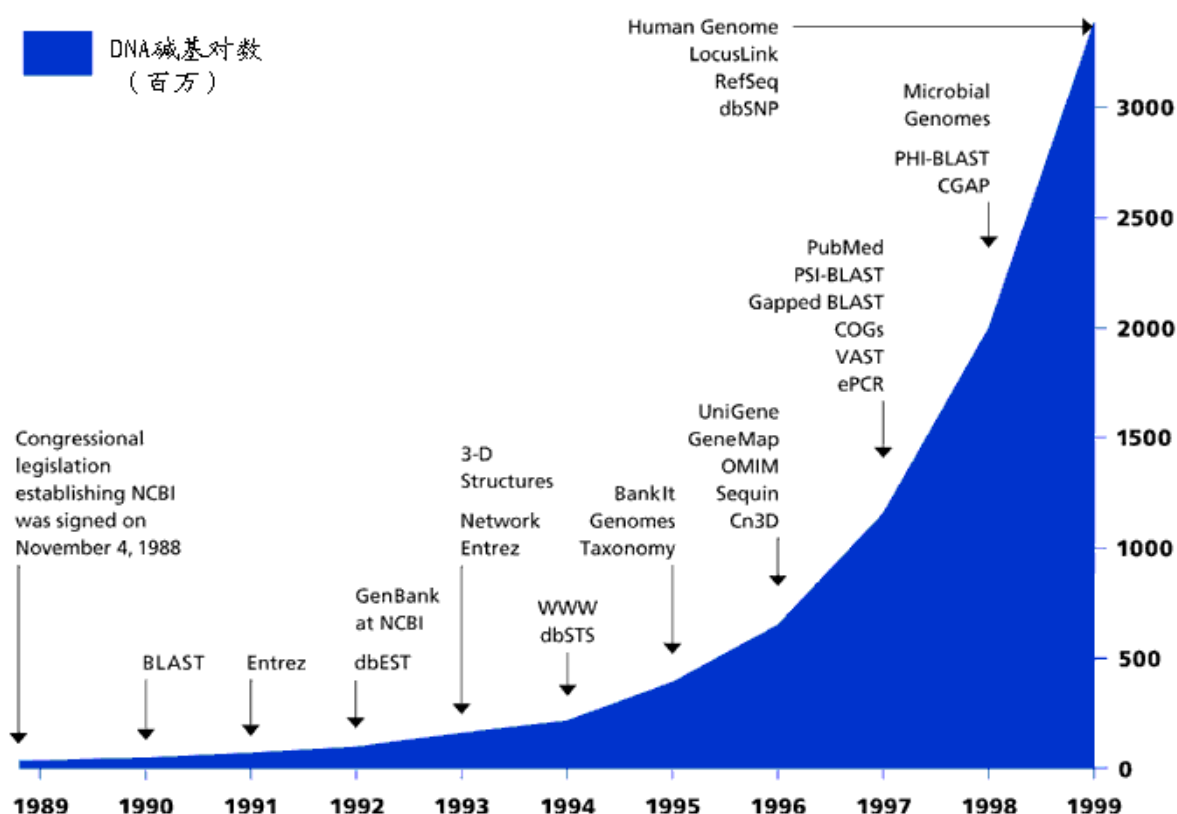 DNA碱基对数
（百万）
Human Genome
LocusLink
RefSeq
dbSNP
Microbial
Genomes
PHI-BLAST
CGAP
PubMed
PSI-BLAST
Gapped BLAST
COGs
VAST
ePCR
UniGene
GeneMap
OMIM
Sequin
Cn3D
Congressional
legislation
establishing NCBI
was signed on
November 4, 1988
3-D
Structures
Network
Entrez
BankIt
Genomes
Taxonomy
GenBank
at NCBI
dbEST
WWW
dbSTS
BLAST
Entrez
3000
2500
2000
1500
1000
500
0
1989 1990 1991 1992 1993 1994 1995 1996 1997 1998 1999